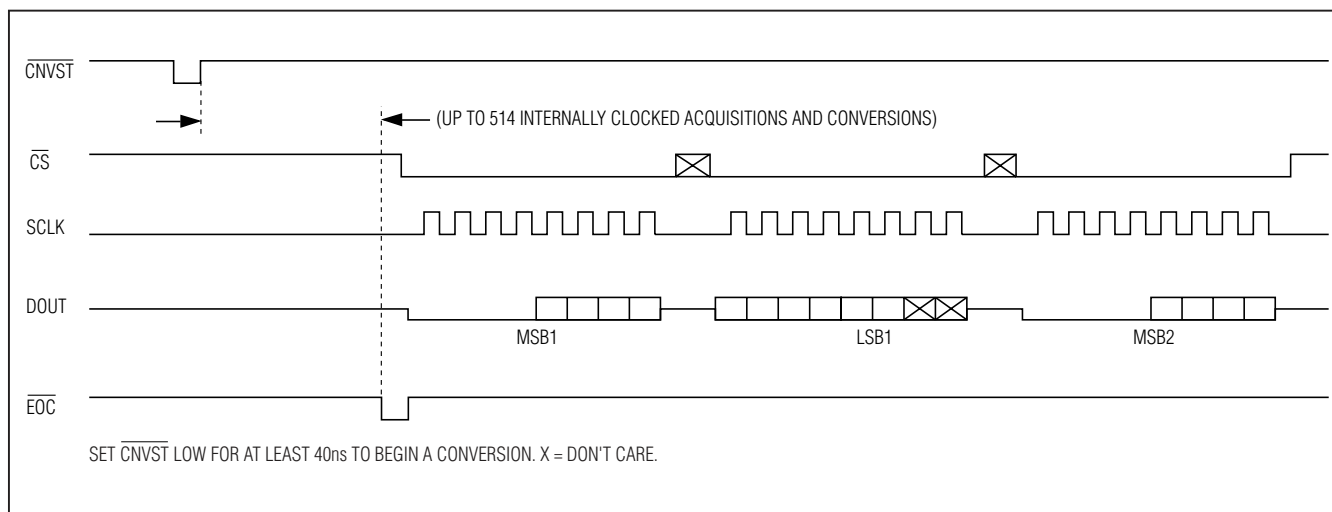 CNVST
(UP TO 514 INTERNALLY CLOCKED ACQUISITIONS AND CONVERSIONS)
CS
SCLK
DOUT
MSB1 LSB1 MSB2
EOC
SET CNVST LOW FOR AT LEAST 40ns TO BEGIN A CONVERSION. X = DON'T CARE.